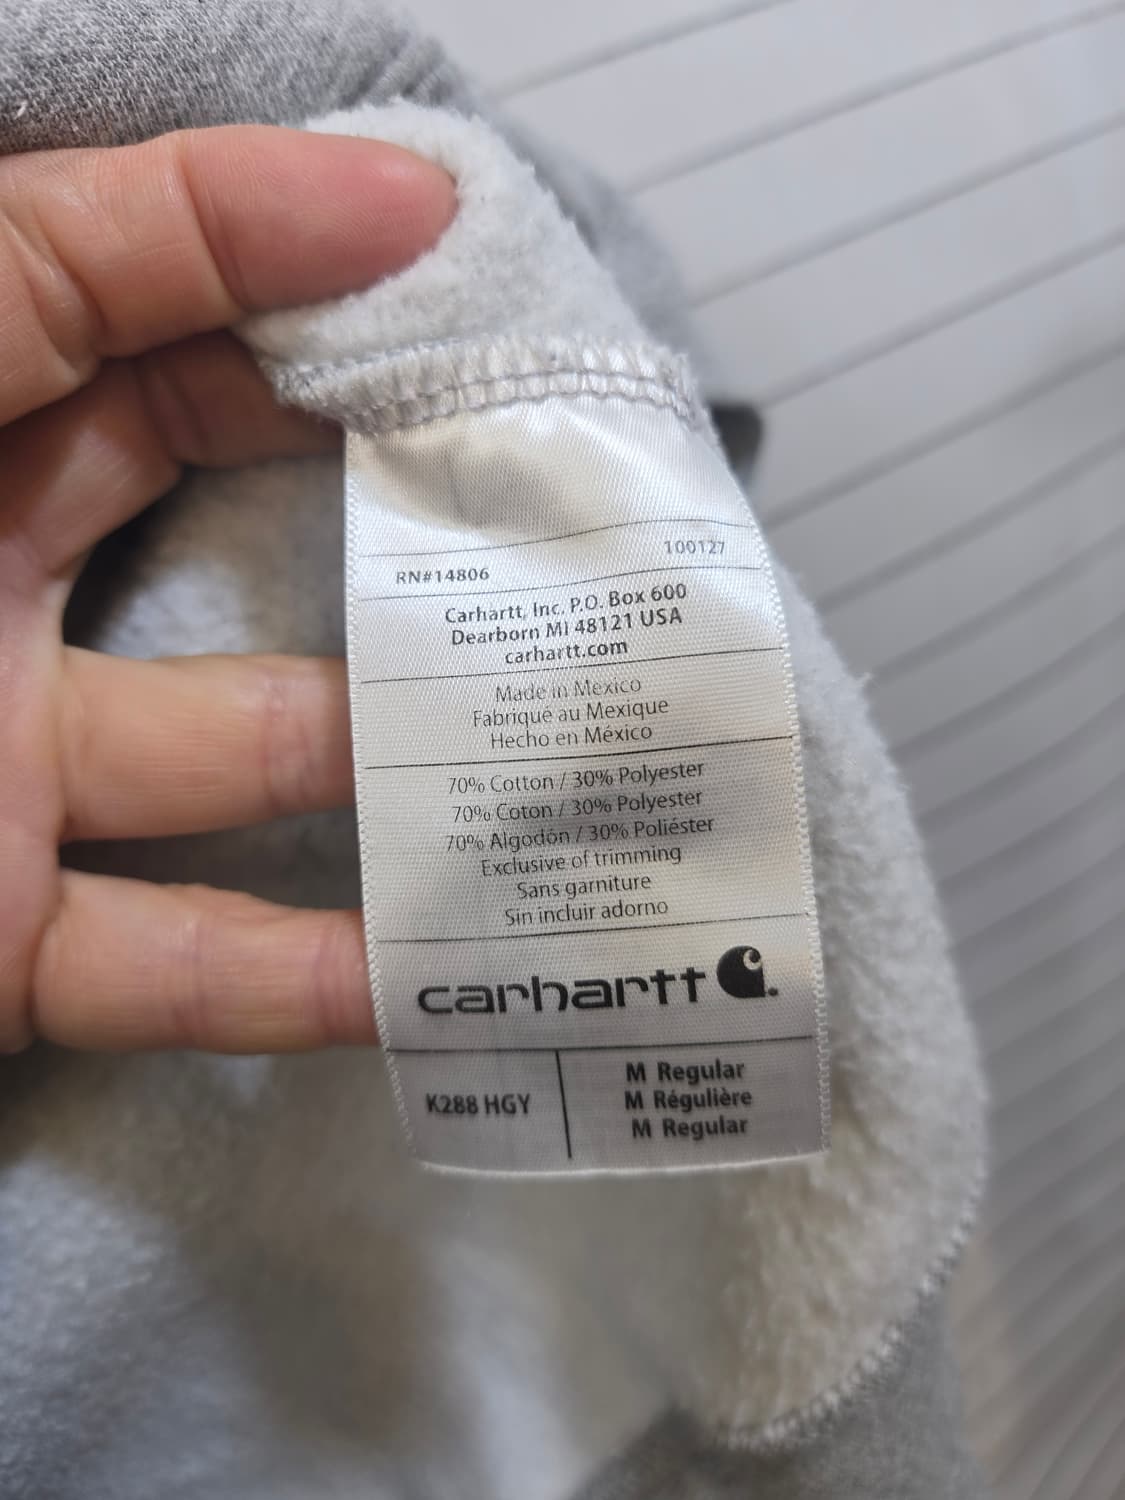 RN#14806 100127
Carhartt, Inc. P.O. Box 600
Dearborn MI 48121 USA
carhartt.com
Made in Mexico
Fabriqué au Mexique
Hecho en México
70% Cotton / 30% Polyester
70% Coton / 30% Polyester
70% Algodón / 30% Poliéster
Exclusive of trimming
Sans garniture
Sin incluir adorno
carhartt
K288 HGY
M Regular
M Régulière
M Regular